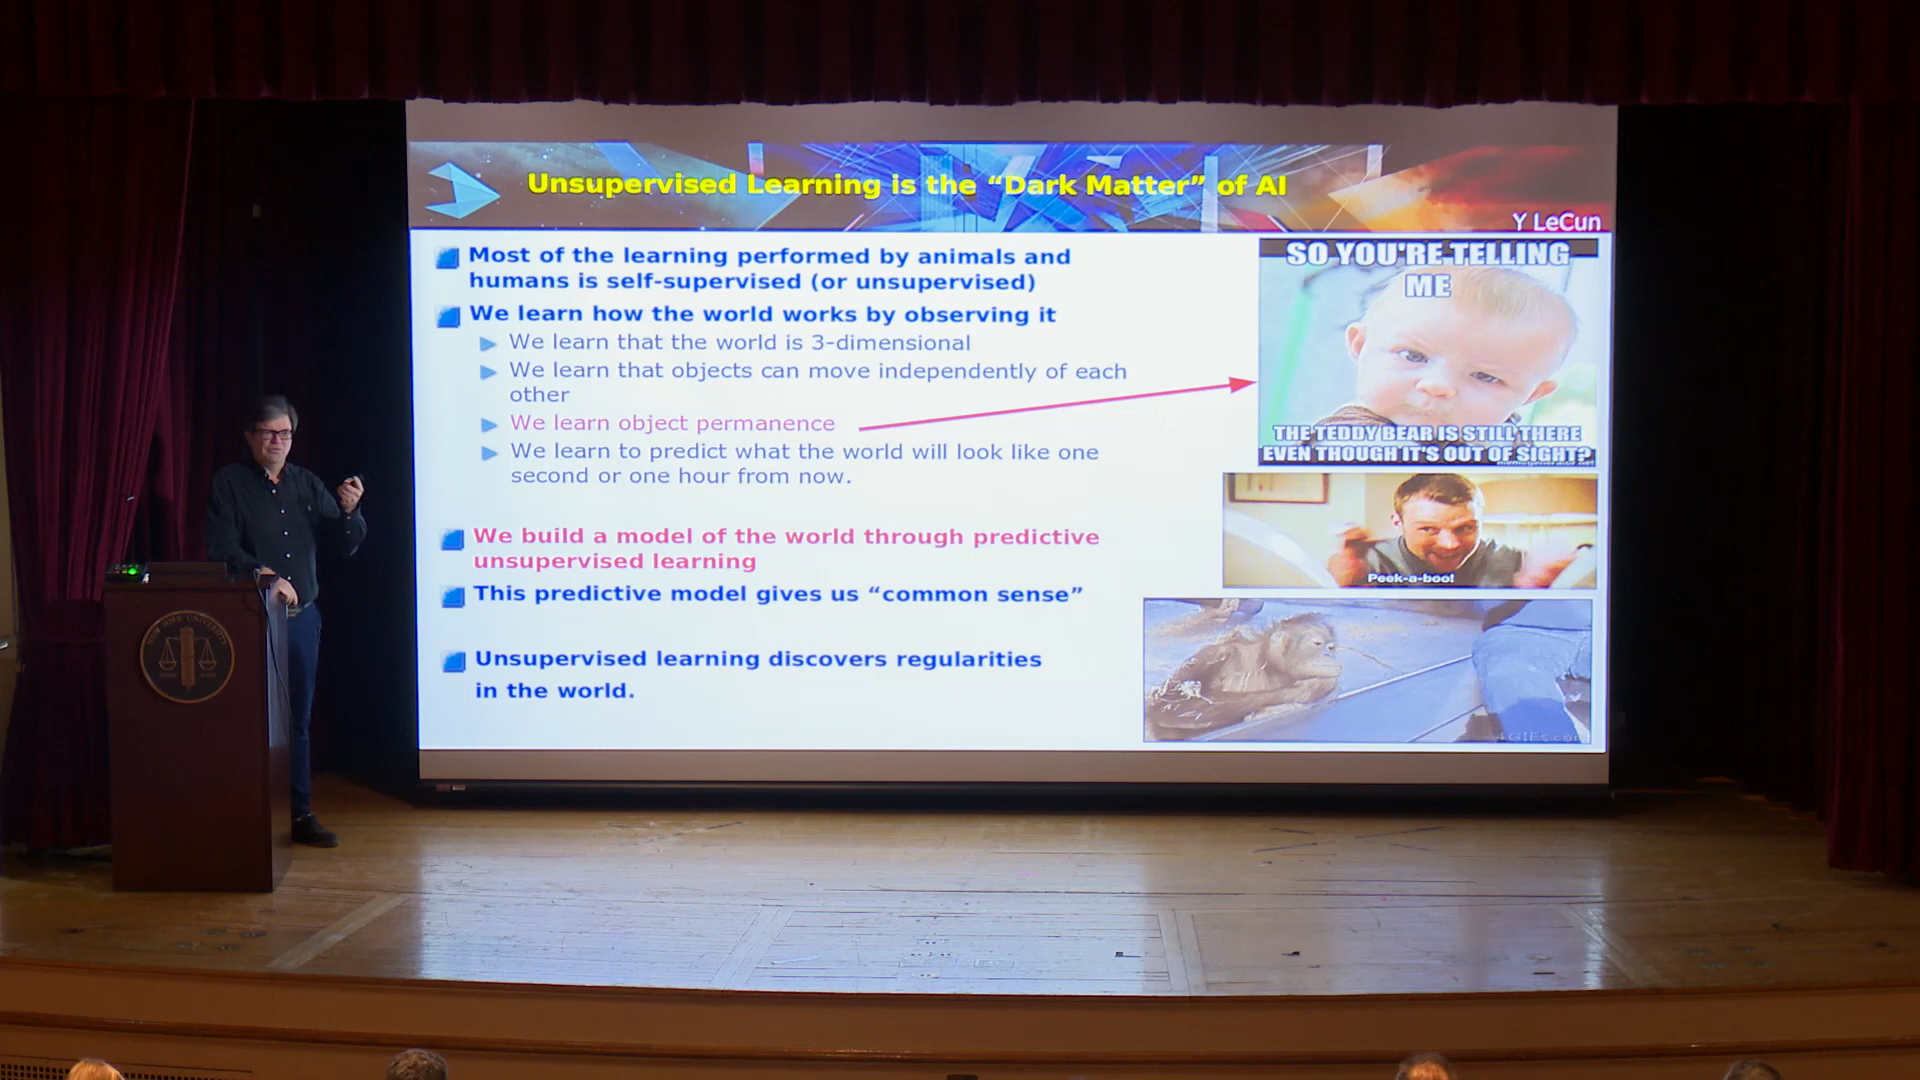 Unsupervised Learning is the “Dark Matter” of AI
Y LeCun
Most of the learning performed by animals and
humans is self-supervised (or unsupervised)
We learn how the world works by observing it
We learn that the world is 3-dimensional
We learn that objects can move independently of each
other
We learn object permanence
We learn to predict what the world will look like one
second or one hour from now.
We build a model of the world through predictive
unsupervised learning
This predictive model gives us “common sense”
Unsupervised learning discovers regularities
in the world.
SO YOU'RE TELLING
ME
THE TEDDY BEAR IS STILL THERE
EVEN THOUGH IT'S OUT OF SIGHT?
Peek-a-boo!
4GIFs.com
NEW YORK UNIVERSITY